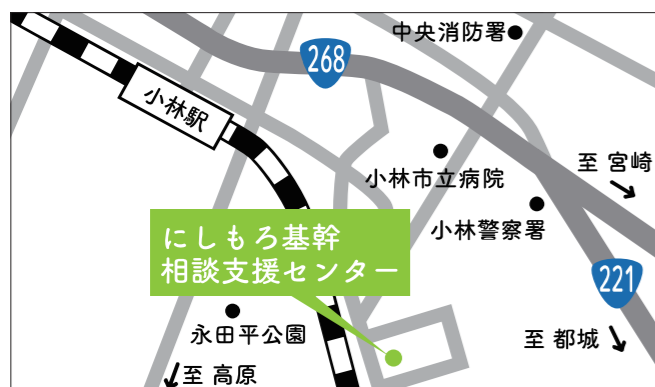 中央消防署
268
小林駅
小林市立病院
至 宮崎
小林警察署
にしもろ基幹
相談支援センター
221
永田平公園
至 都城
至 高原